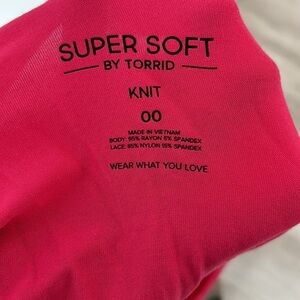 SUPER SOFT
BY TORRID
KNIT
00
MADE IN VIETNAM
BODY: 95% RAYON 5% SPANDEX
LACE: 85% NYLON 15% SPANDEX
WEAR WHAT YOU LOVE